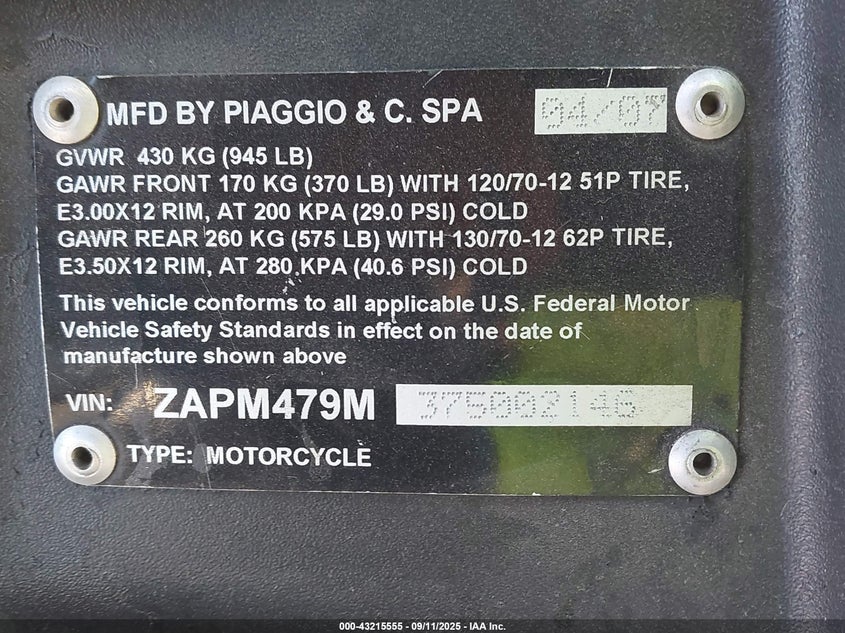 MFD BY PIAGGIO & C. SPA 04/07
GVWR 430 KG (945 LB)
GAWR FRONT 170 KG (370 LB) WITH 120/70-12 51P TIRE,
E3.00X12 RIM, AT 200 KPA (29.0 PSI) COLD
GAWR REAR 260 KG (575 LB) WITH 130/70-12 62P TIRE,
E3.50X12 RIM, AT 280 KPA (40.6 PSI) COLD
This vehicle conforms to all applicable U.S. Federal Motor
Vehicle Safety Standards in effect on the date of
manufacture shown above
VIN: ZAPM479M 375002145
TYPE: MOTORCYCLE
000-43215555 - 09/11/2025 - IAA Inc.